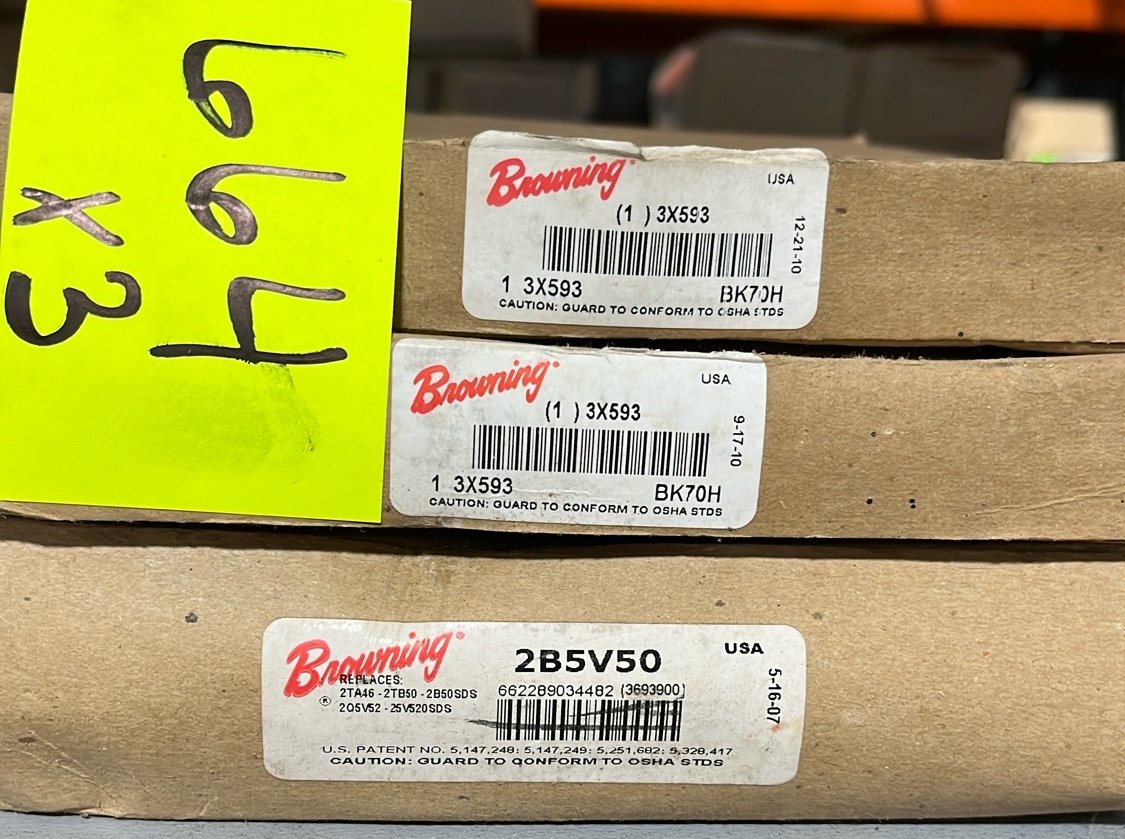 664
x3
Browning
USA
(1 ) 3X593
12-21-10
1 3X593
BK70H
CAUTION: GUARD TO CONFORM TO OSHA STDS
Browning
USA
(1 ) 3X593
9-17-10
1 3X593
BK70H
CAUTION: GUARD TO CONFORM TO OSHA STDS
Browning®
2B5V50
USA
REPLACES:
2TA46 - 2TB50 - 2B50SDS
2Q5V52 - 25V520SDS
662289034482 (3693900)
5-16-07
U.S. PATENT NO. 5,147,248: 5,147,249: 5,251,682: 5,328,417
CAUTION: GUARD TO CONFORM TO OSHA STDS